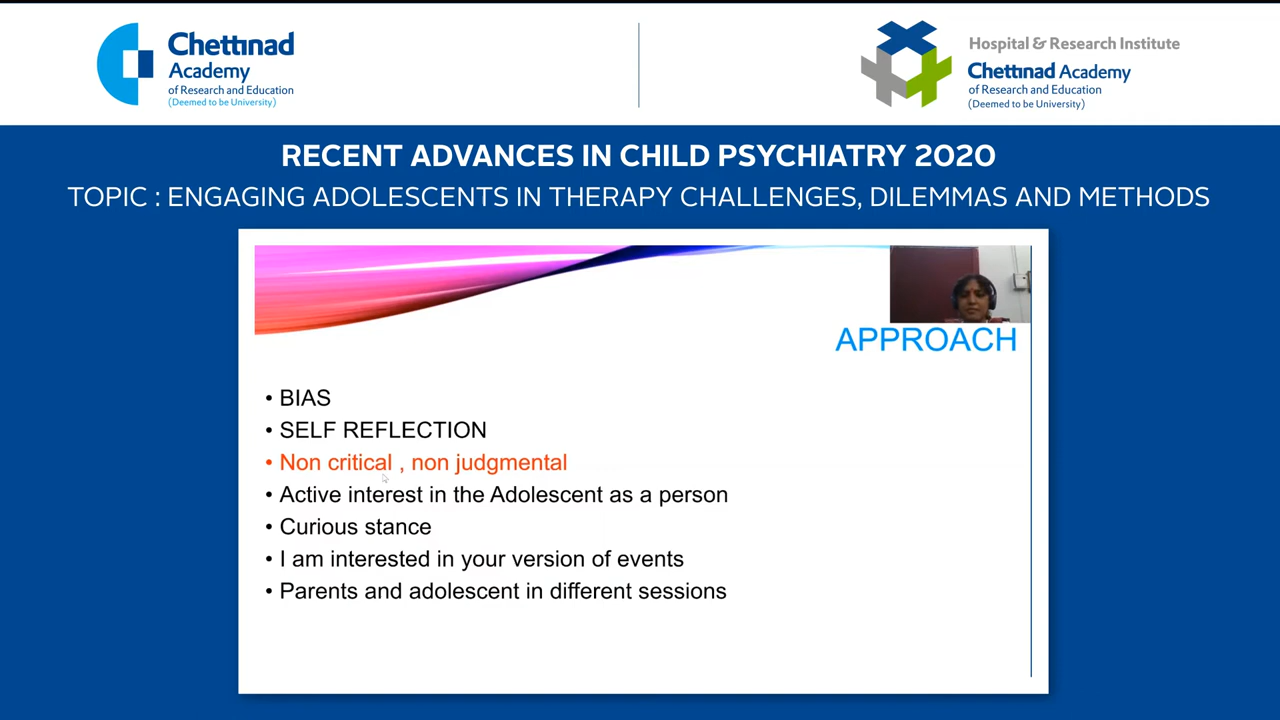 Chettinad
Academy
of Research and Education
(Deemed to be University)
Hospital & Research Institute
Chettinad Academy
of Research and Education
(Deemed to be University)
RECENT ADVANCES IN CHILD PSYCHIATRY 2020
TOPIC : ENGAGING ADOLESCENTS IN THERAPY CHALLENGES, DILEMMAS AND METHODS
APPROACH
• BIAS
• SELF REFLECTION
• Non critical , non judgmental
• Active interest in the Adolescent as a person
• Curious stance
• I am interested in your version of events
• Parents and adolescent in different sessions